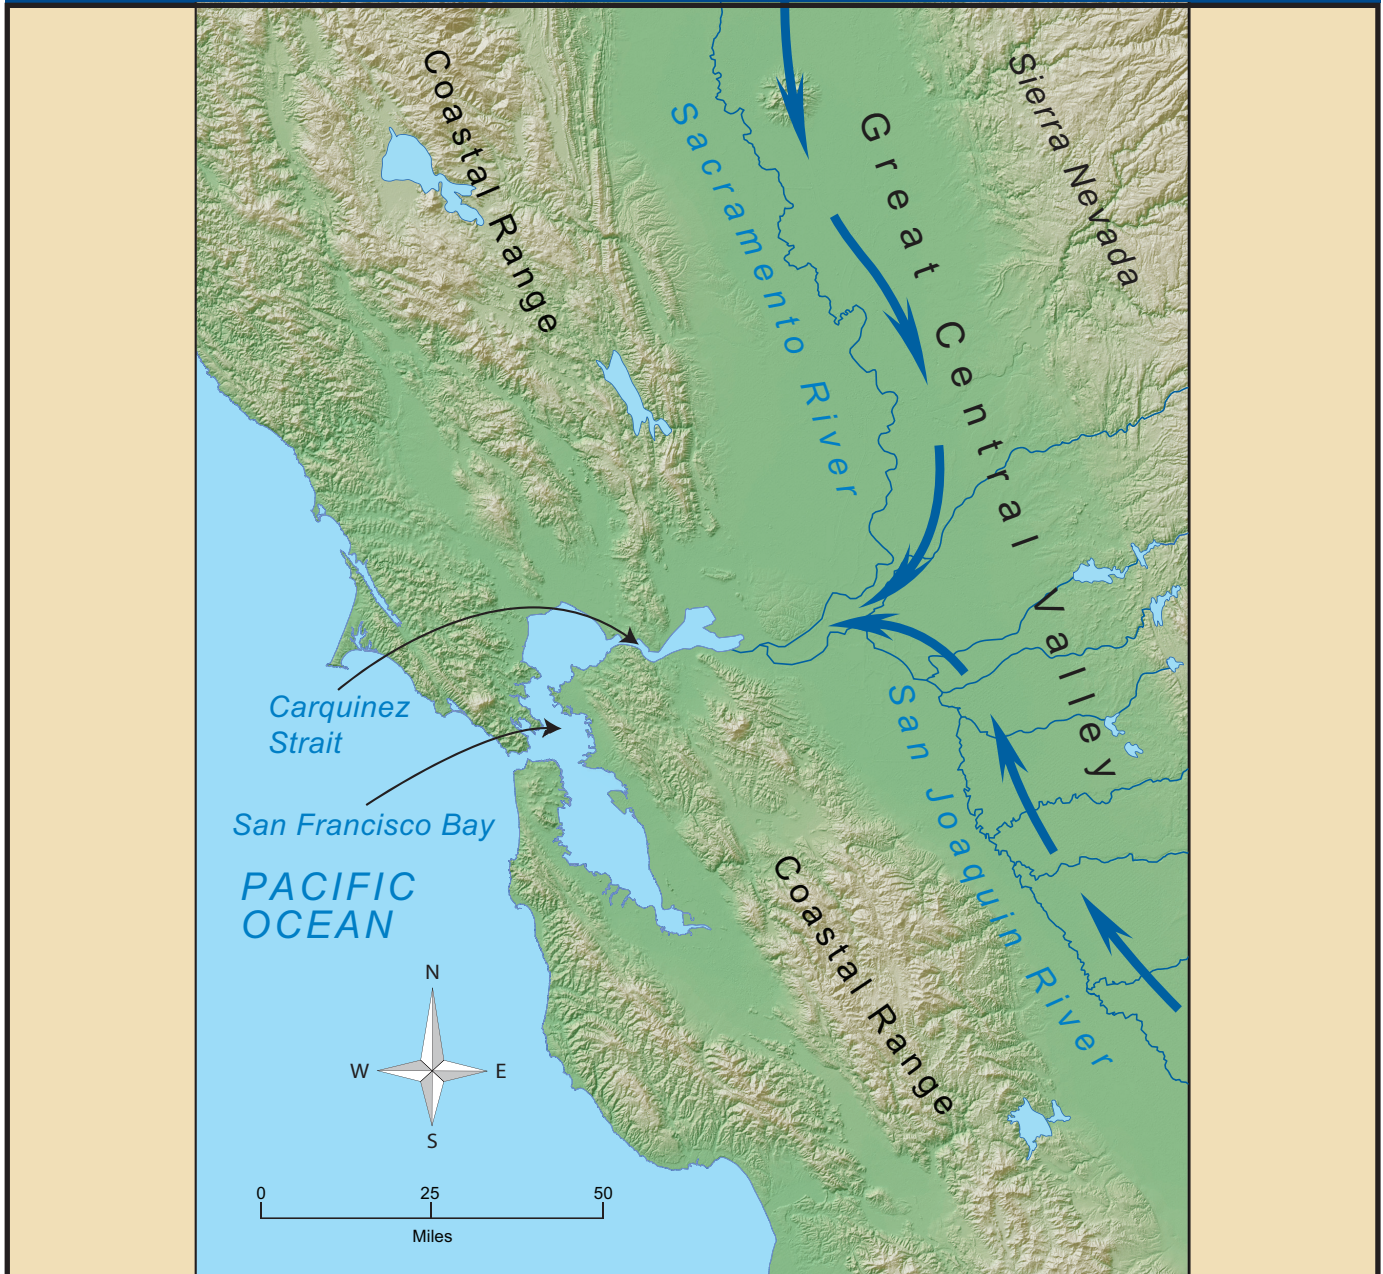 Coastal Range
Sierra Nevada
Sacramento River
Great Central Valley
Carquinez
Strait
San Francisco Bay
PACIFIC
OCEAN
San Joaquin River
Coastal Range
N
W
E
S
0 25 50
Miles